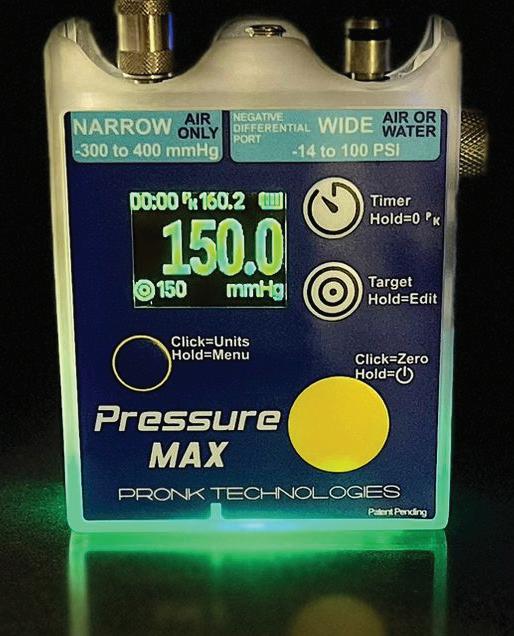 NARROW AIR ONLY
-300 to 400 mmHg
NEGATIVE DIFFERENTIAL PORT WIDE AIR OR WATER
-14 to 100 PSI
00:00 PK 160.2
150.0
150 mmHg
Timer
Hold=0 PK
Target
Hold=Edit
Click=Units
Hold=Menu
Click=Zero
Hold=
Pressure
MAX
PRONK TECHNOLOGIES
Patent Pending